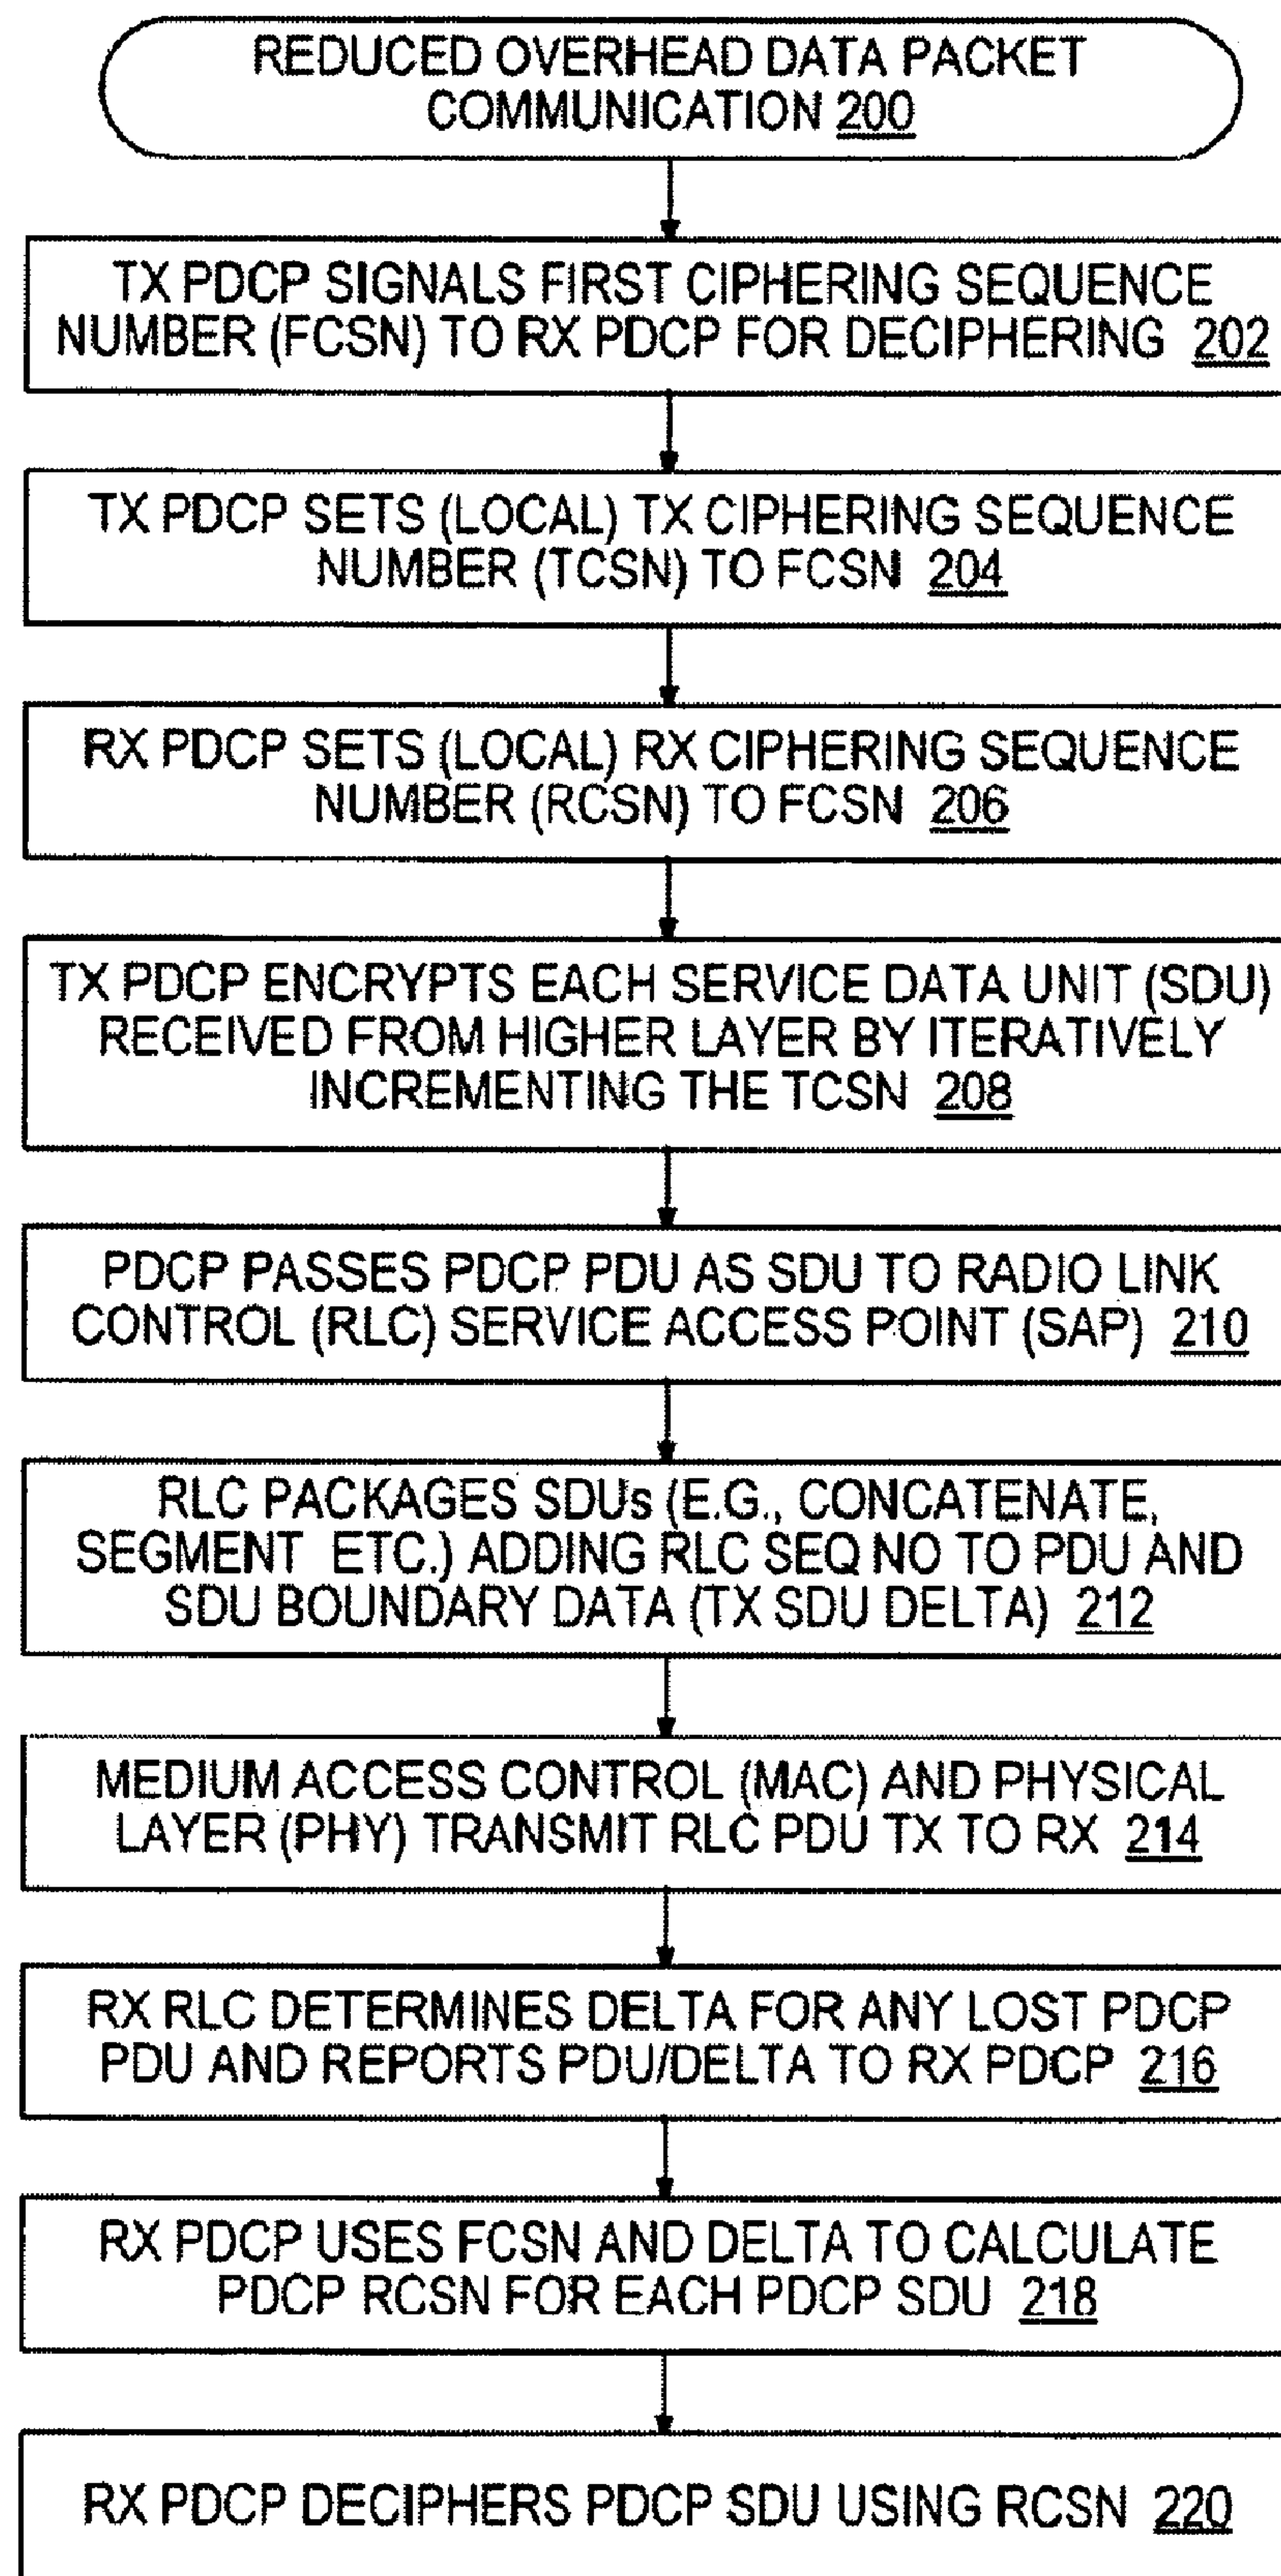 REDUCED OVERHEAD DATA PACKET
COMMUNICATION 200
TX PDCP SIGNALS FIRST CIPHERING SEQUENCE
NUMBER (FCSN) TO RX PDCP FOR DECIPHERING 202
TX PDCP SETS (LOCAL) TX CIPHERING SEQUENCE
NUMBER (TCSN) TO FCSN 204
RX PDCP SETS (LOCAL) RX CIPHERING SEQUENCE
NUMBER (RCSN) TO FCSN 206
TX PDCP ENCRYPTS EACH SERVICE DATA UNIT (SDU)
RECEIVED FROM HIGHER LAYER BY ITERATIVELY
INCREMENTING THE TCSN 208
PDCP PASSES PDCP PDU AS SDU TO RADIO LINK
CONTROL (RLC) SERVICE ACCESS POINT (SAP) 210
RLC PACKAGES SDUs (E.G., CONCATENATE,
SEGMENT ETC.) ADDING RLC SEQ NO TO PDU AND
SDU BOUNDARY DATA (TX SDU DELTA) 212
MEDIUM ACCESS CONTROL (MAC) AND PHYSICAL
LAYER (PHY) TRANSMIT RLC PDU TX TO RX 214
RX RLC DETERMINES DELTA FOR ANY LOST PDCP
PDU AND REPORTS PDU/DELTA TO RX PDCP 216
RX PDCP USES FCSN AND DELTA TO CALCULATE
PDCP RCSN FOR EACH PDCP SDU 218
RX PDCP DECIPHERS PDCP SDU USING RCSN 220